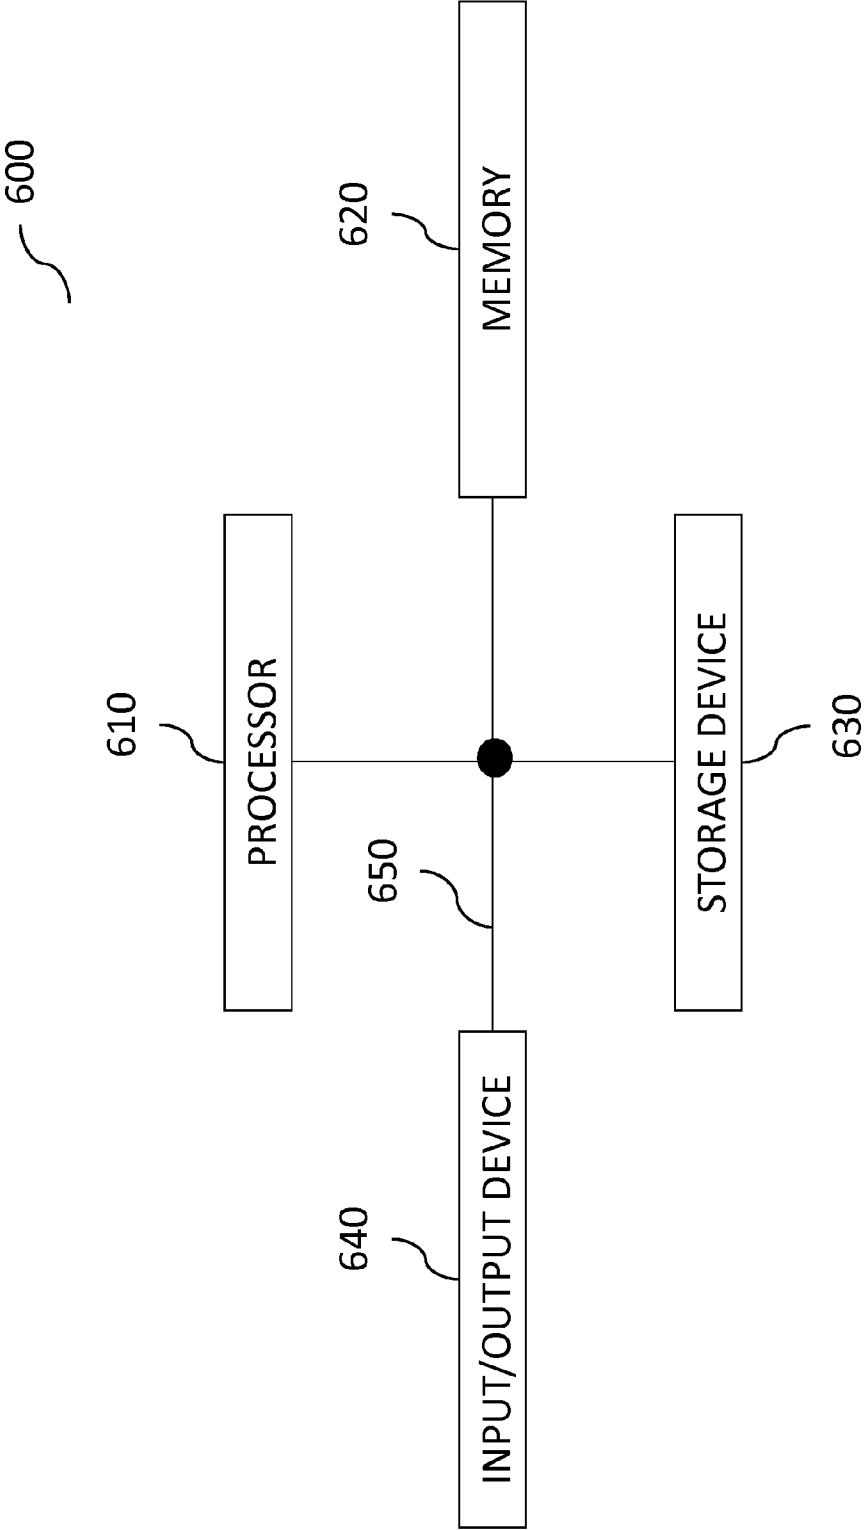 600
610
PROCESSOR
640
INPUT/OUTPUT DEVICE
650
620
MEMORY
STORAGE DEVICE
630